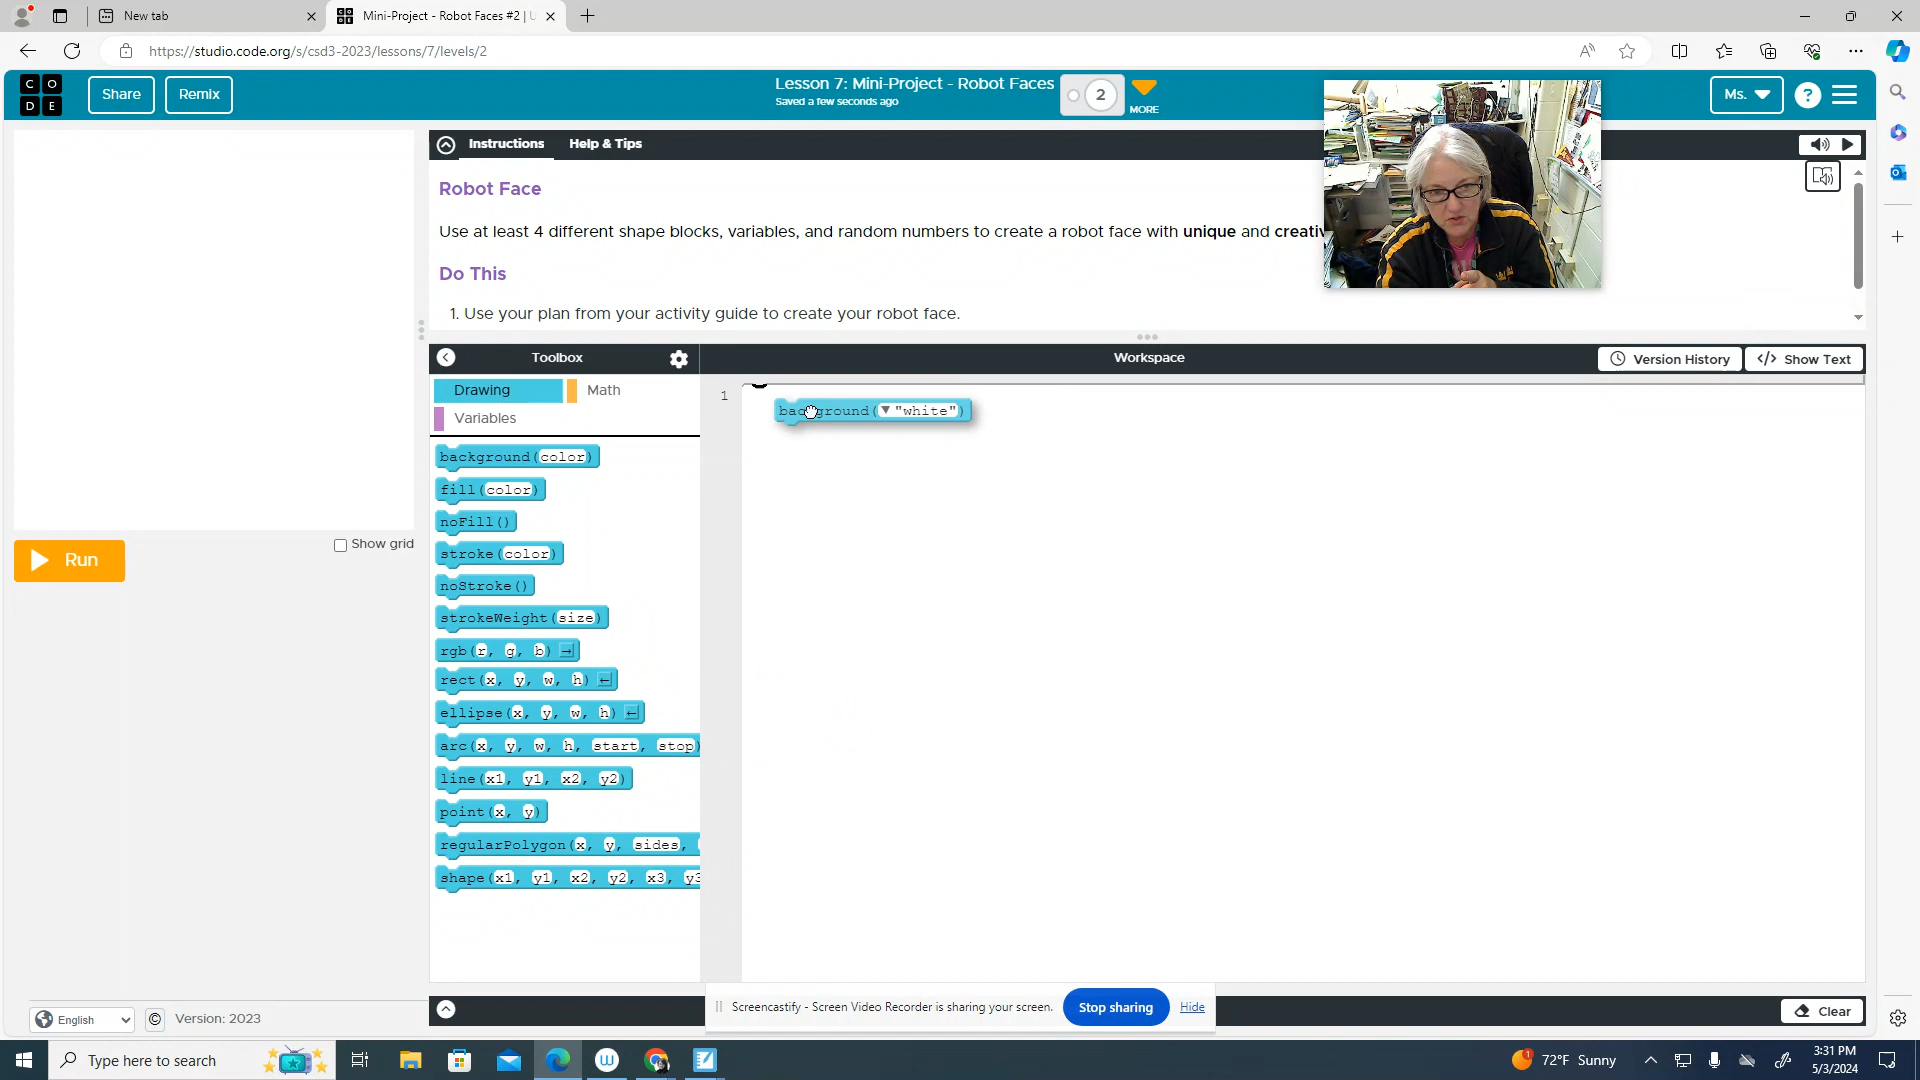 New tab
Mini-Project - Robot Faces #2 | U
https://studio.code.org/s/csd3-2023/lessons/7/levels/2
C O
D E
Share
Remix
Lesson 7: Mini-Project - Robot Faces
Saved a few seconds ago
2
MORE
Ms.
?
Instructions
Help & Tips
Robot Face
Use at least 4 different shape blocks, variables, and random numbers to create a robot face with unique and creativ
Do This
1. Use your plan from your activity guide to create your robot face.
Toolbox
Workspace
Version History
</> Show Text
Drawing
Math
Variables
1
background("white")
background(color)
fill(color)
noFill()
stroke(color)
noStroke()
strokeWeight(size)
rgb(r, g, b)
rect(x, y, w, h)
ellipse(x, y, w, h)
arc(x, y, w, h, start, stop)
line(x1, y1, x2, y2)
point(x, y)
regularPolygon(x, y, sides,
shape(x1, y1, x2, y2, x3, y3
Show grid
Run
English
©
Version: 2023
Screencastify - Screen Video Recorder is sharing your screen.
Stop sharing
Hide
Clear
Type here to search
72°F Sunny
3:31 PM
5/3/2024